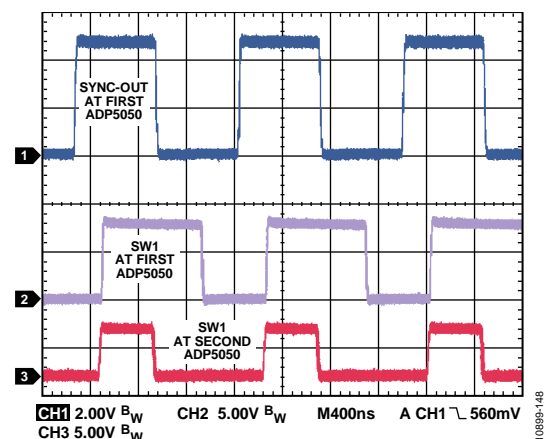 SYNC-OUT
AT FIRST
ADP5050
1
SW1
AT FIRST
ADP5050
2
SW1
AT SECOND
ADP5050
3
CH1 2.00V BW CH2 5.00V BW M400ns A CH1 ꓶ 560mV
CH3 5.00V BW
10899-148